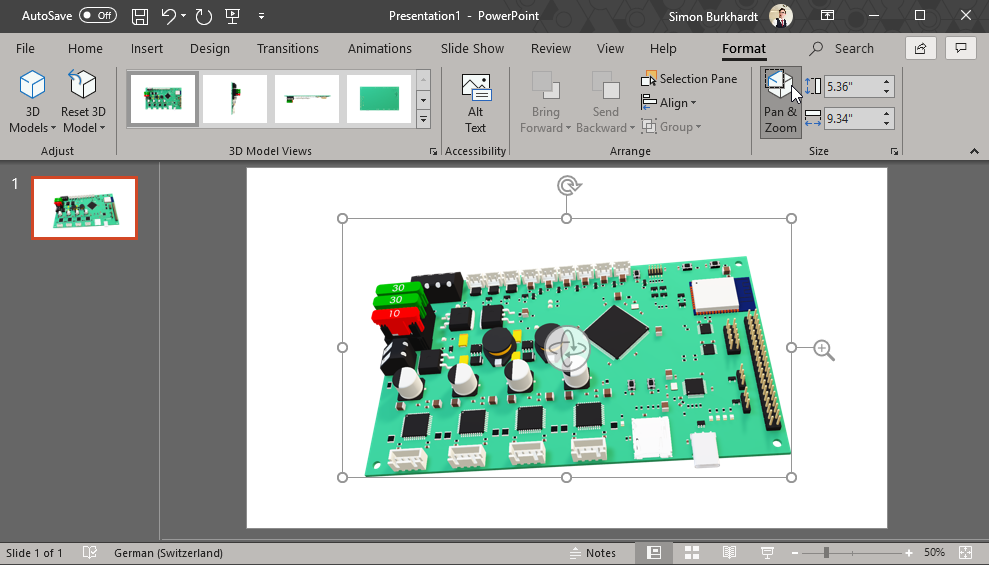 AutoSave Off Presentation1 - PowerPoint Simon Burkhardt
File Home Insert Design Transitions Animations Slide Show Review View Help Format Search
3D Models
Reset 3D Model
Alt Text
Bring Forward
Send Backward
Selection Pane
Align
Group
Pan & Zoom
5.36"
9.34"
Adjust 3D Model Views Accessibility Arrange Size
1
30
30
10
Slide 1 of 1 German (Switzerland) Notes 50%